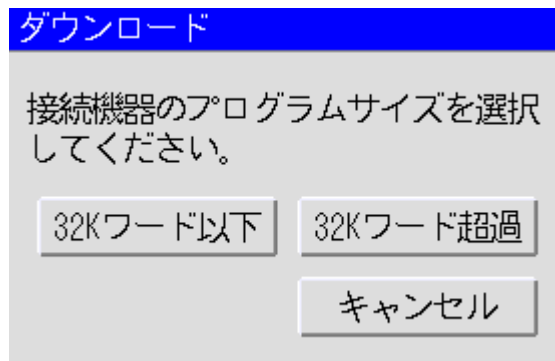 ダウンロード
接続機器のプログラムサイズを選択
してください。
32Kワード以下 32Kワード超過
キャンセル